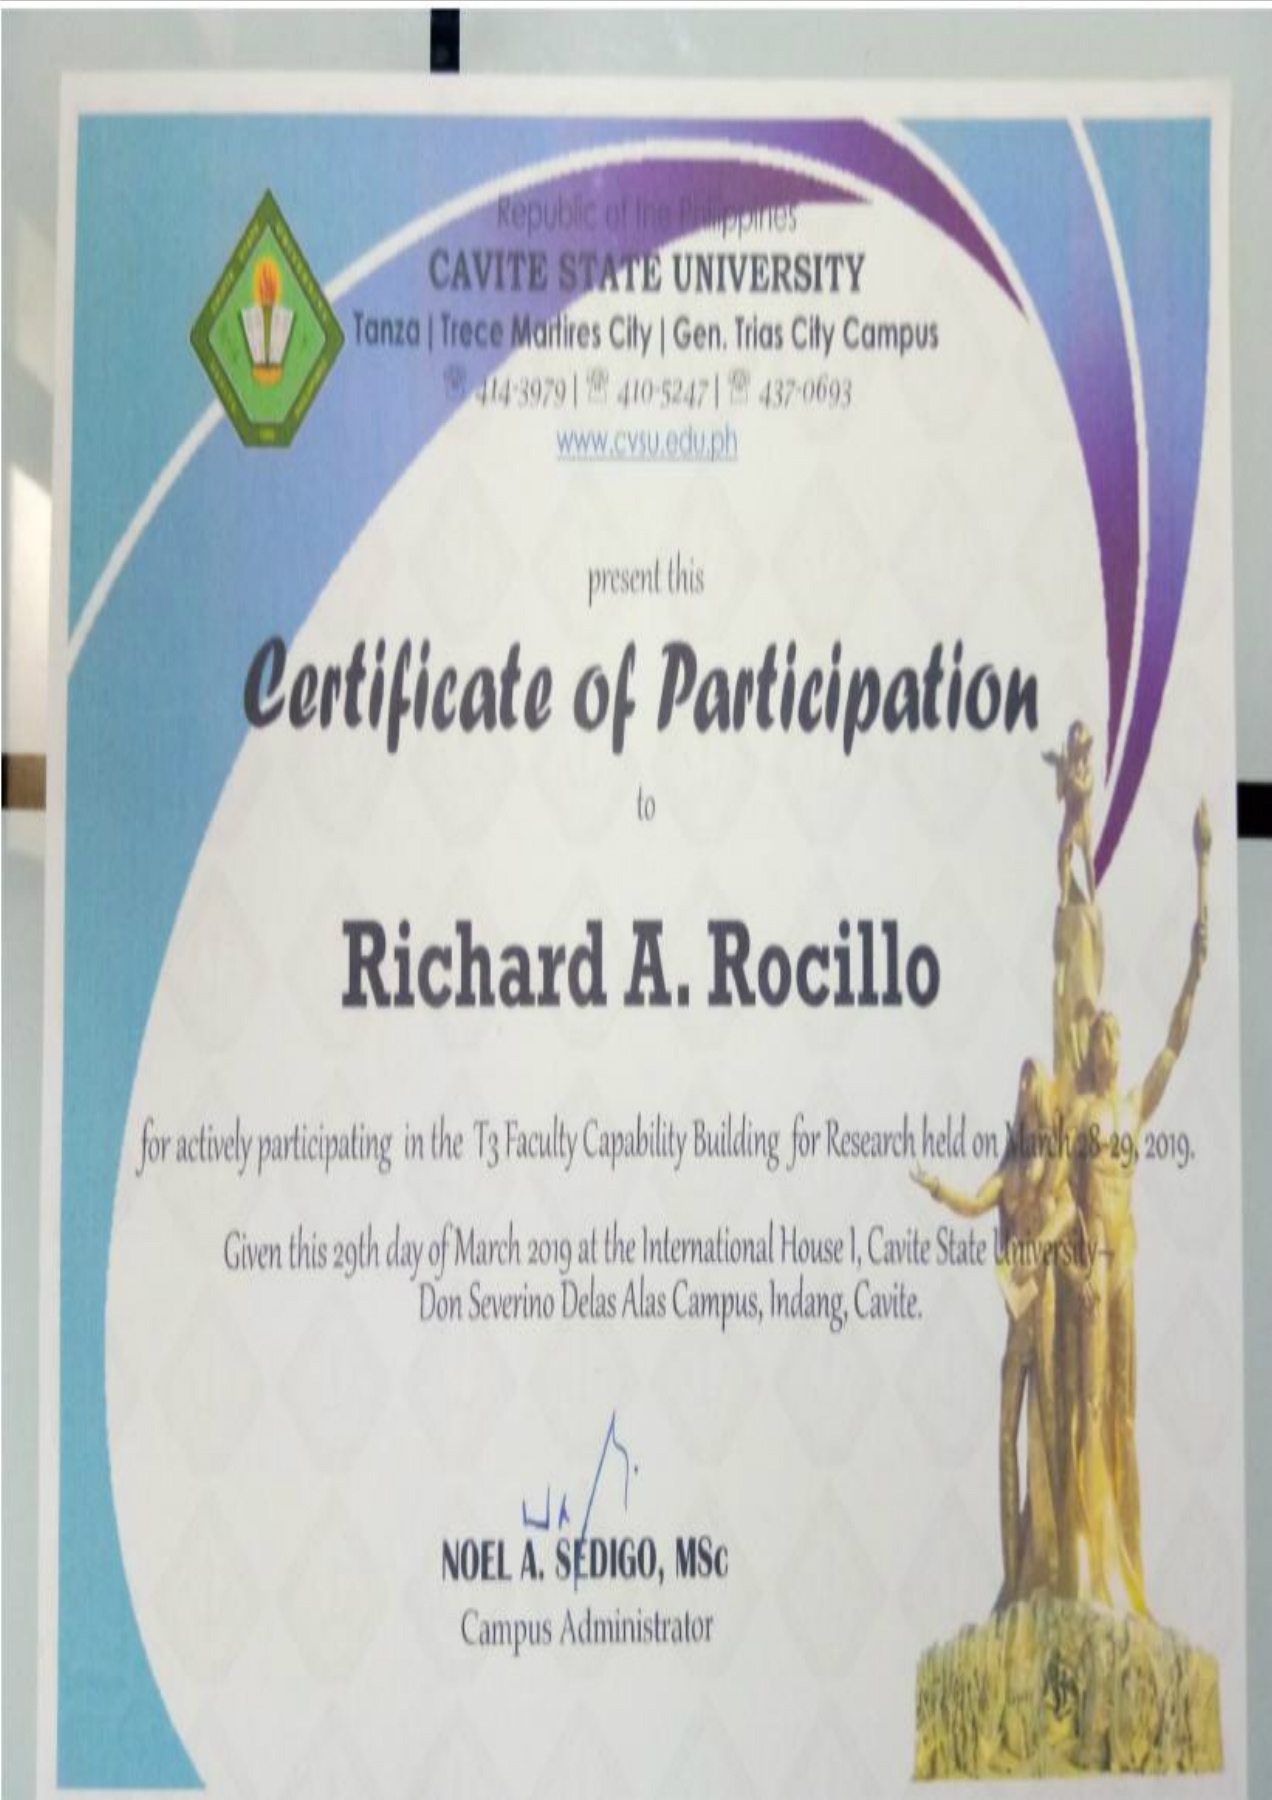 Republic of the Philippines
CAVITE STATE UNIVERSITY
Tanza | Trece Martires City | Gen. Trias City Campus
☏ 414-3979 | ☏ 410-5247 | ☏ 437-0693
www.cvsu.edu.ph
present this
Certificate of Participation
to
Richard A. Rocillo
for actively participating in the T3 Faculty Capability Building for Research held on March 28-29, 2019.
Given this 29th day of March 2019 at the International House 1, Cavite State University-
Don Severino Delas Alas Campus, Indang, Cavite.
NOEL A. SEDIGO, MSc
Campus Administrator